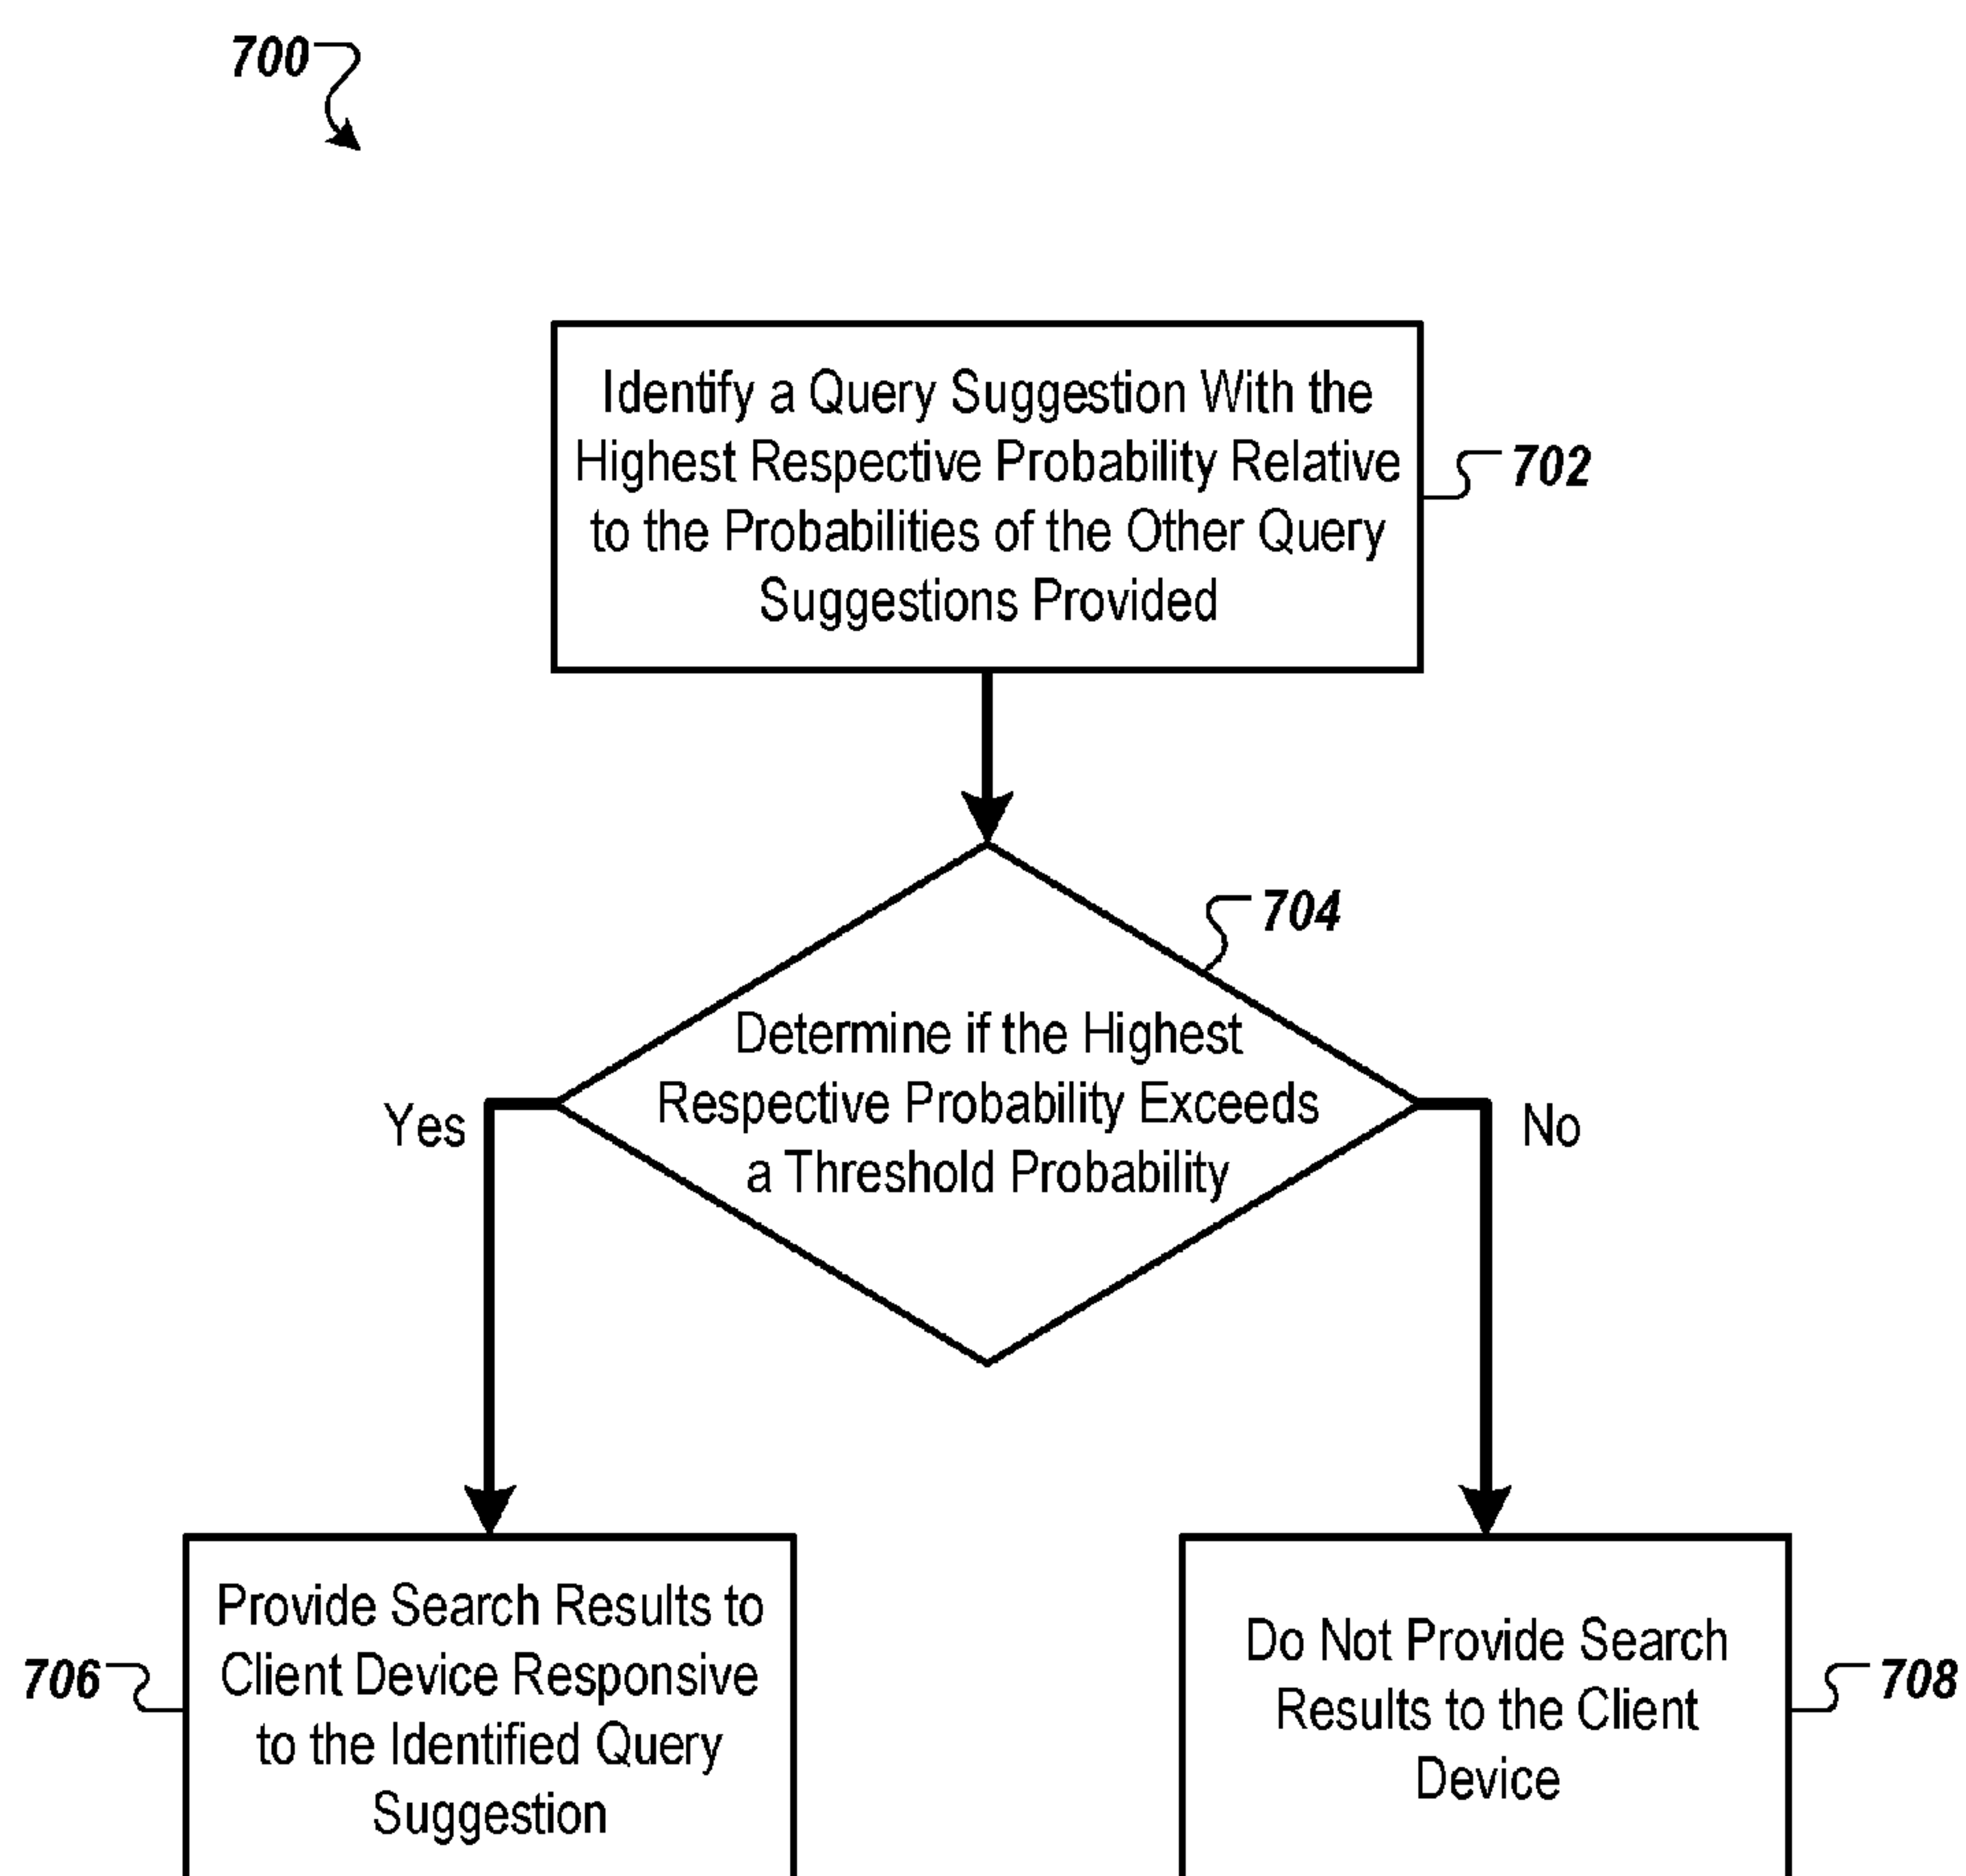 700
Identify a Query Suggestion With the
Highest Respective Probability Relative
to the Probabilities of the Other Query
Suggestions Provided
702
704
Determine if the Highest
Respective Probability Exceeds
a Threshold Probability
Yes
No
Provide Search Results to
Client Device Responsive
to the Identified Query
Suggestion
706
Do Not Provide Search
Results to the Client
Device
708